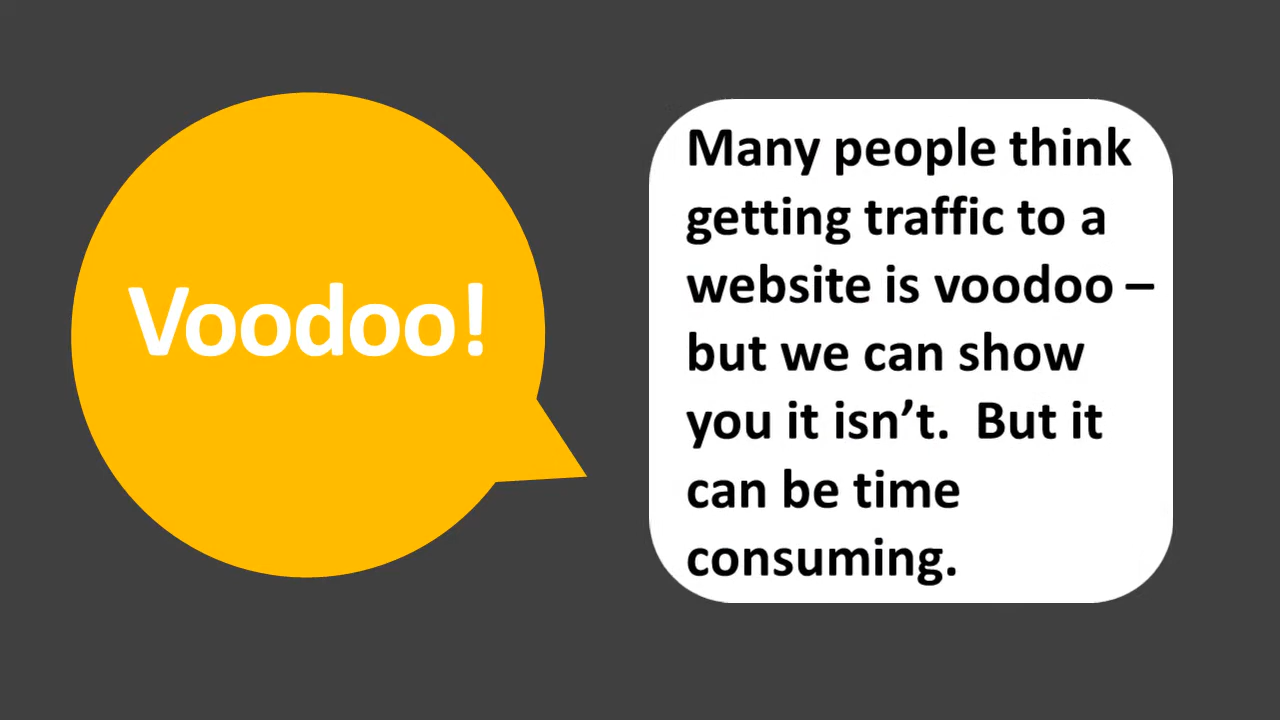 Voodoo!
Many people think
getting traffic to a
website is voodoo –
but we can show
you it isn’t.  But it
can be time
consuming.